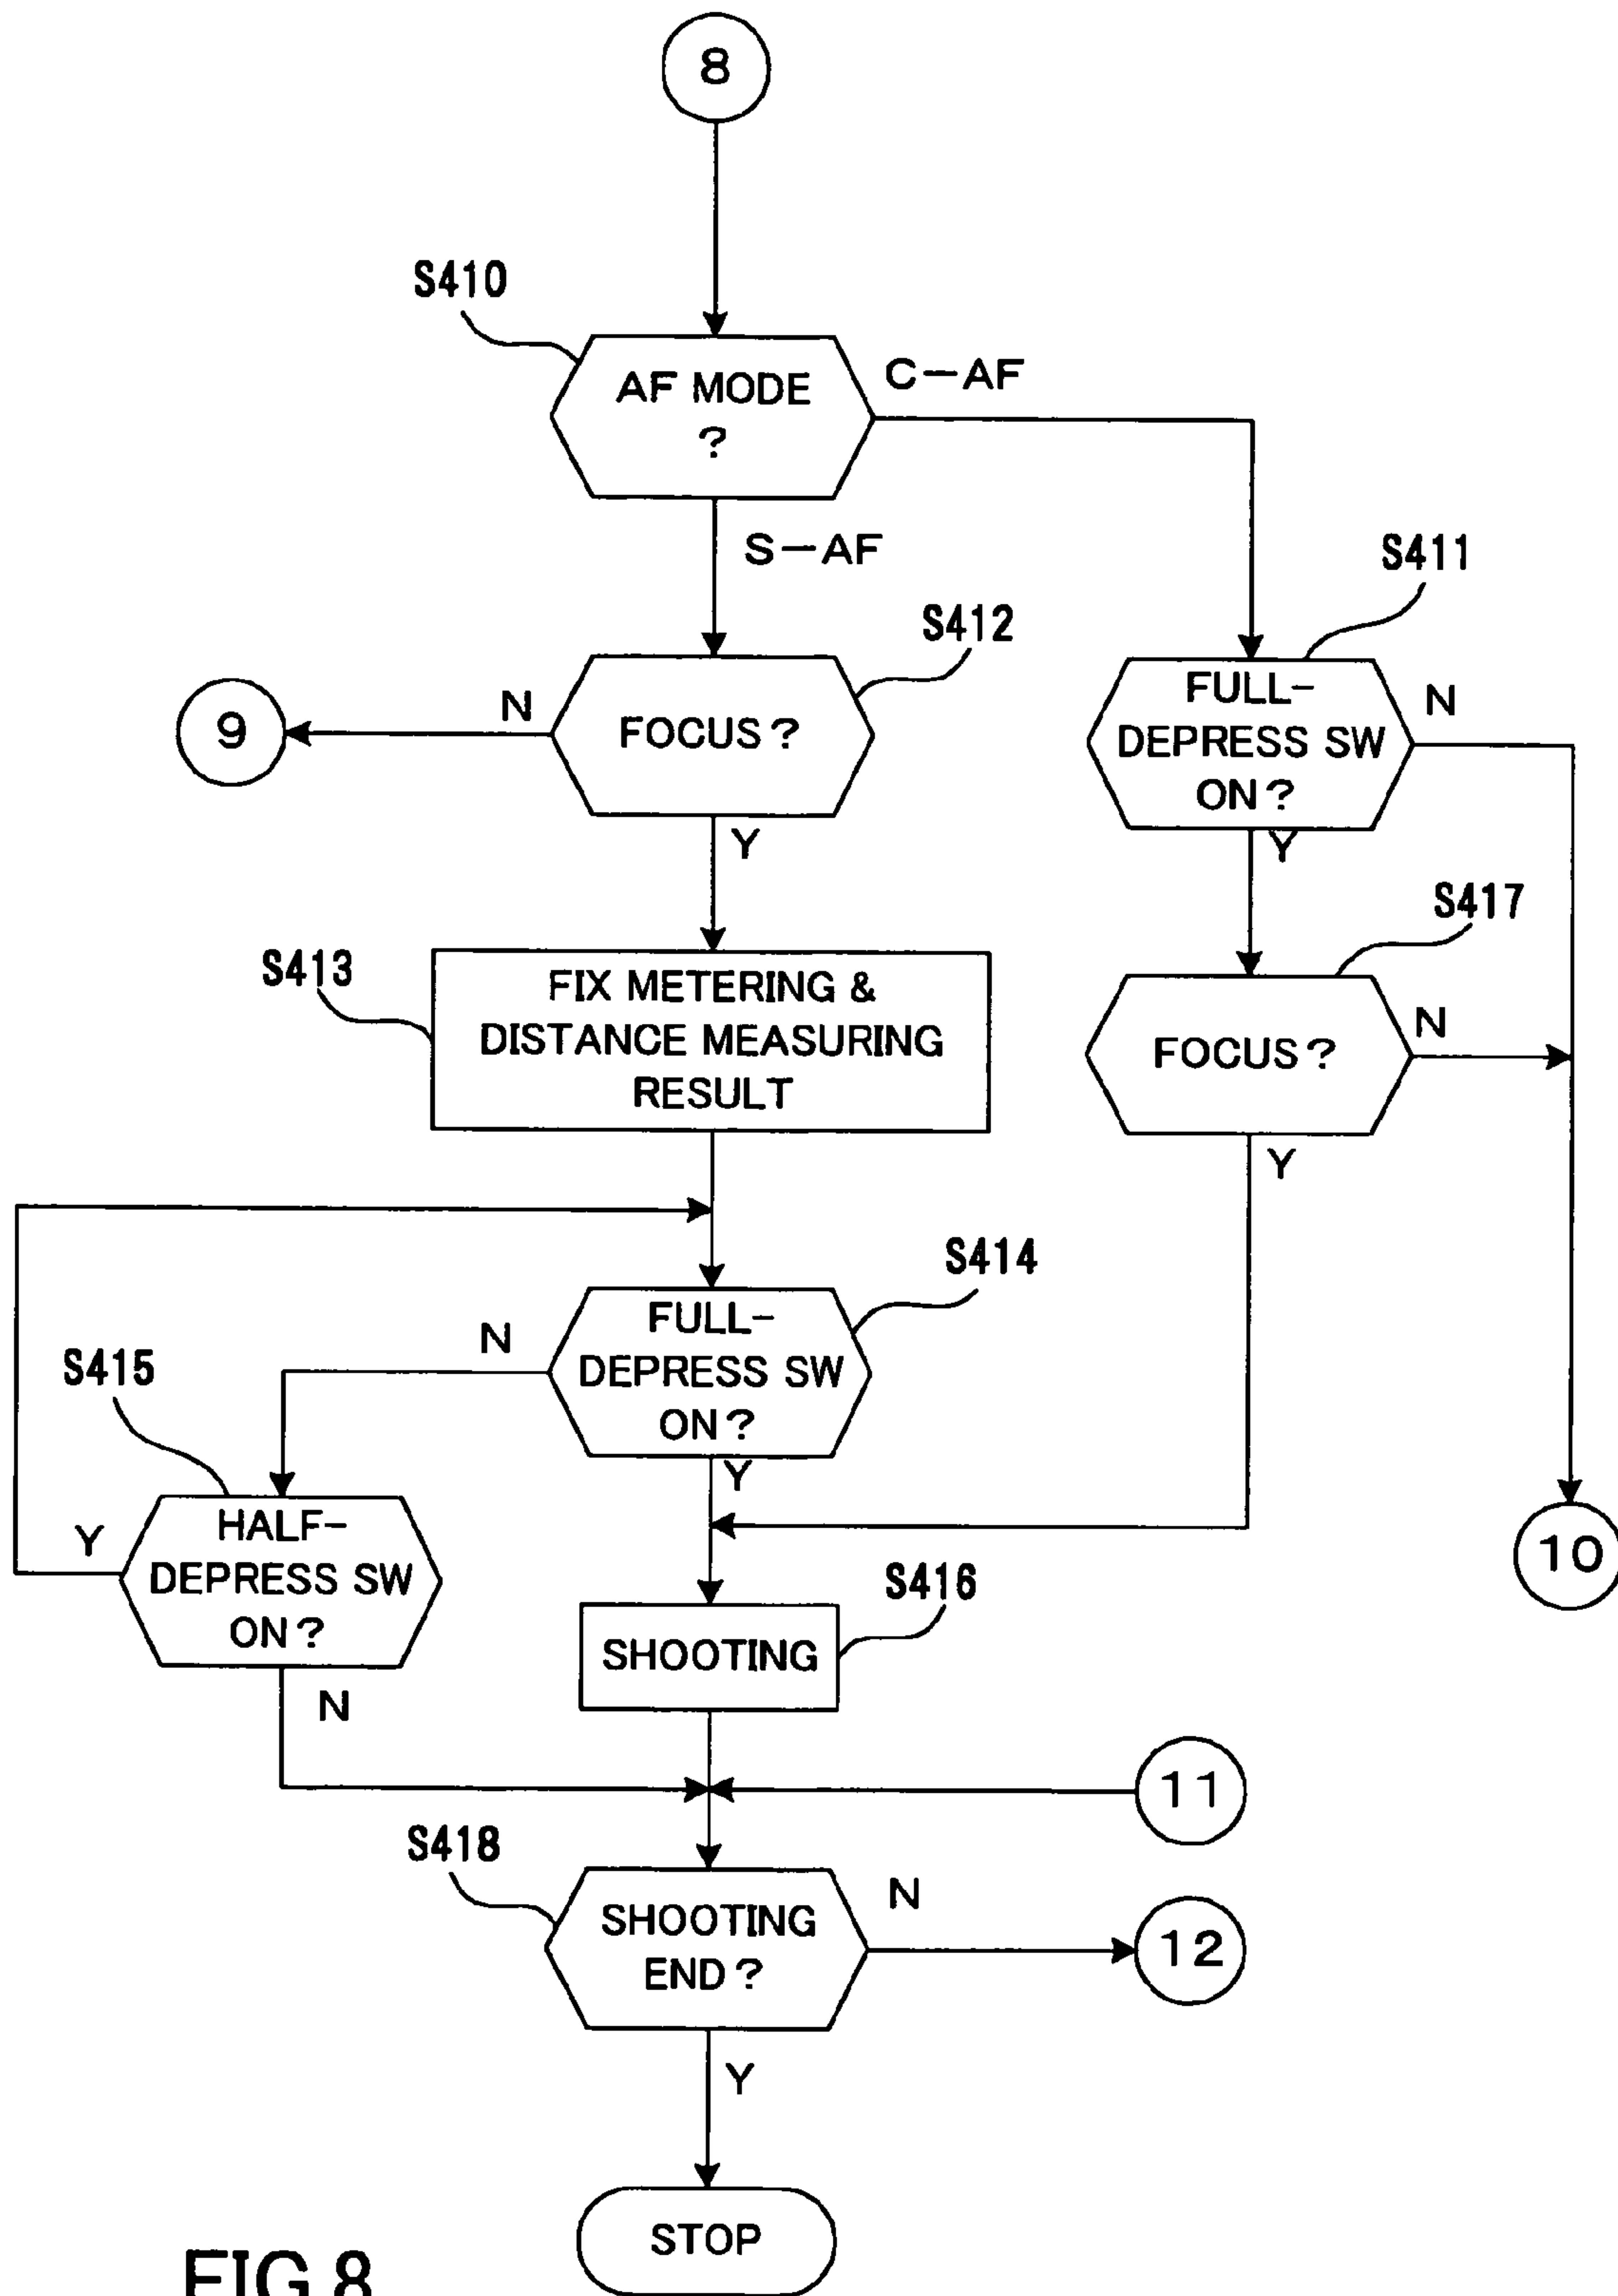 8
S410
AF MODE
?
C-AF
S-AF
S411
S412
FULL-
DEPRESS SW
ON?
N
Y
9
N
FOCUS?
Y
S417
S413
FIX METERING &
DISTANCE MEASURING
RESULT
FOCUS?
N
Y
S414
FULL-
DEPRESS SW
ON?
N
Y
S415
HALF-
DEPRESS SW
ON?
Y
N
10
S416
SHOOTING
11
S418
SHOOTING
END?
N
12
Y
STOP
FIG.8